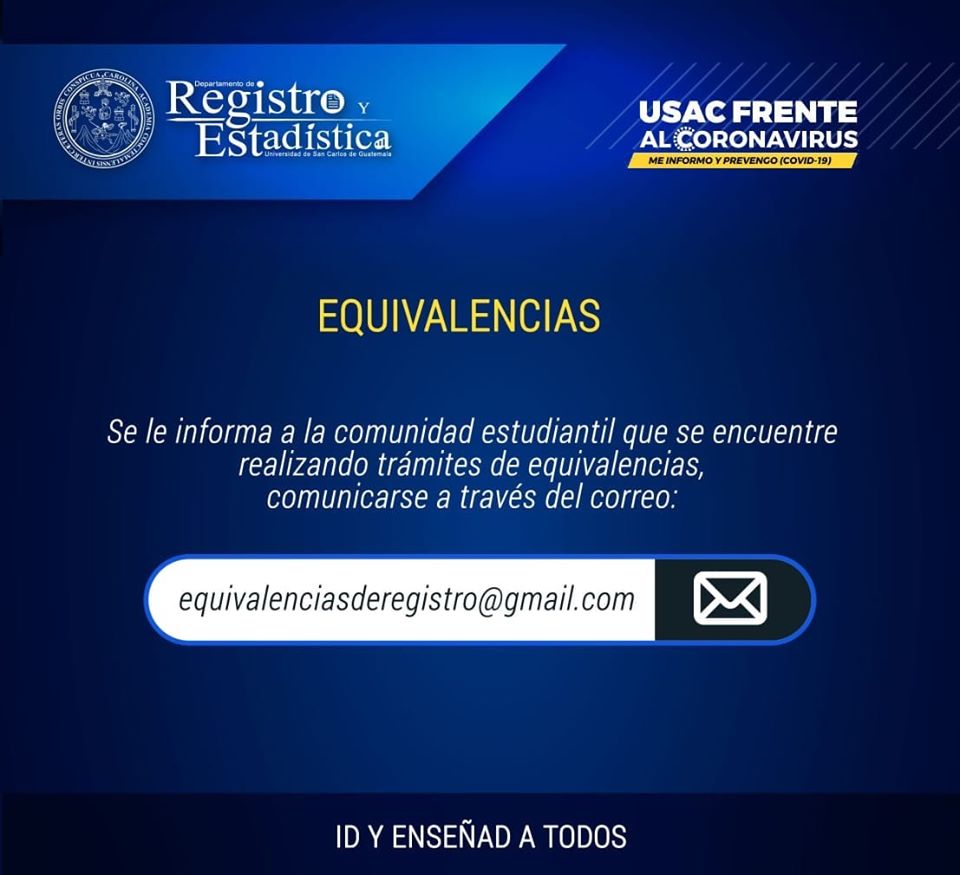 Departamento de
Registro Y
Estadística
Universidad de San Carlos de Guatemala
USAC FRENTE
AL CORONAVIRUS
ME INFORMO Y PREVENGO (COVID-19)
EQUIVALENCIAS
Se le informa a la comunidad estudiantil que se encuentre
realizando trámites de equivalencias,
comunicarse a través del correo:
equivalenciasderegistro@gmail.com
ID Y ENSEÑAD A TODOS